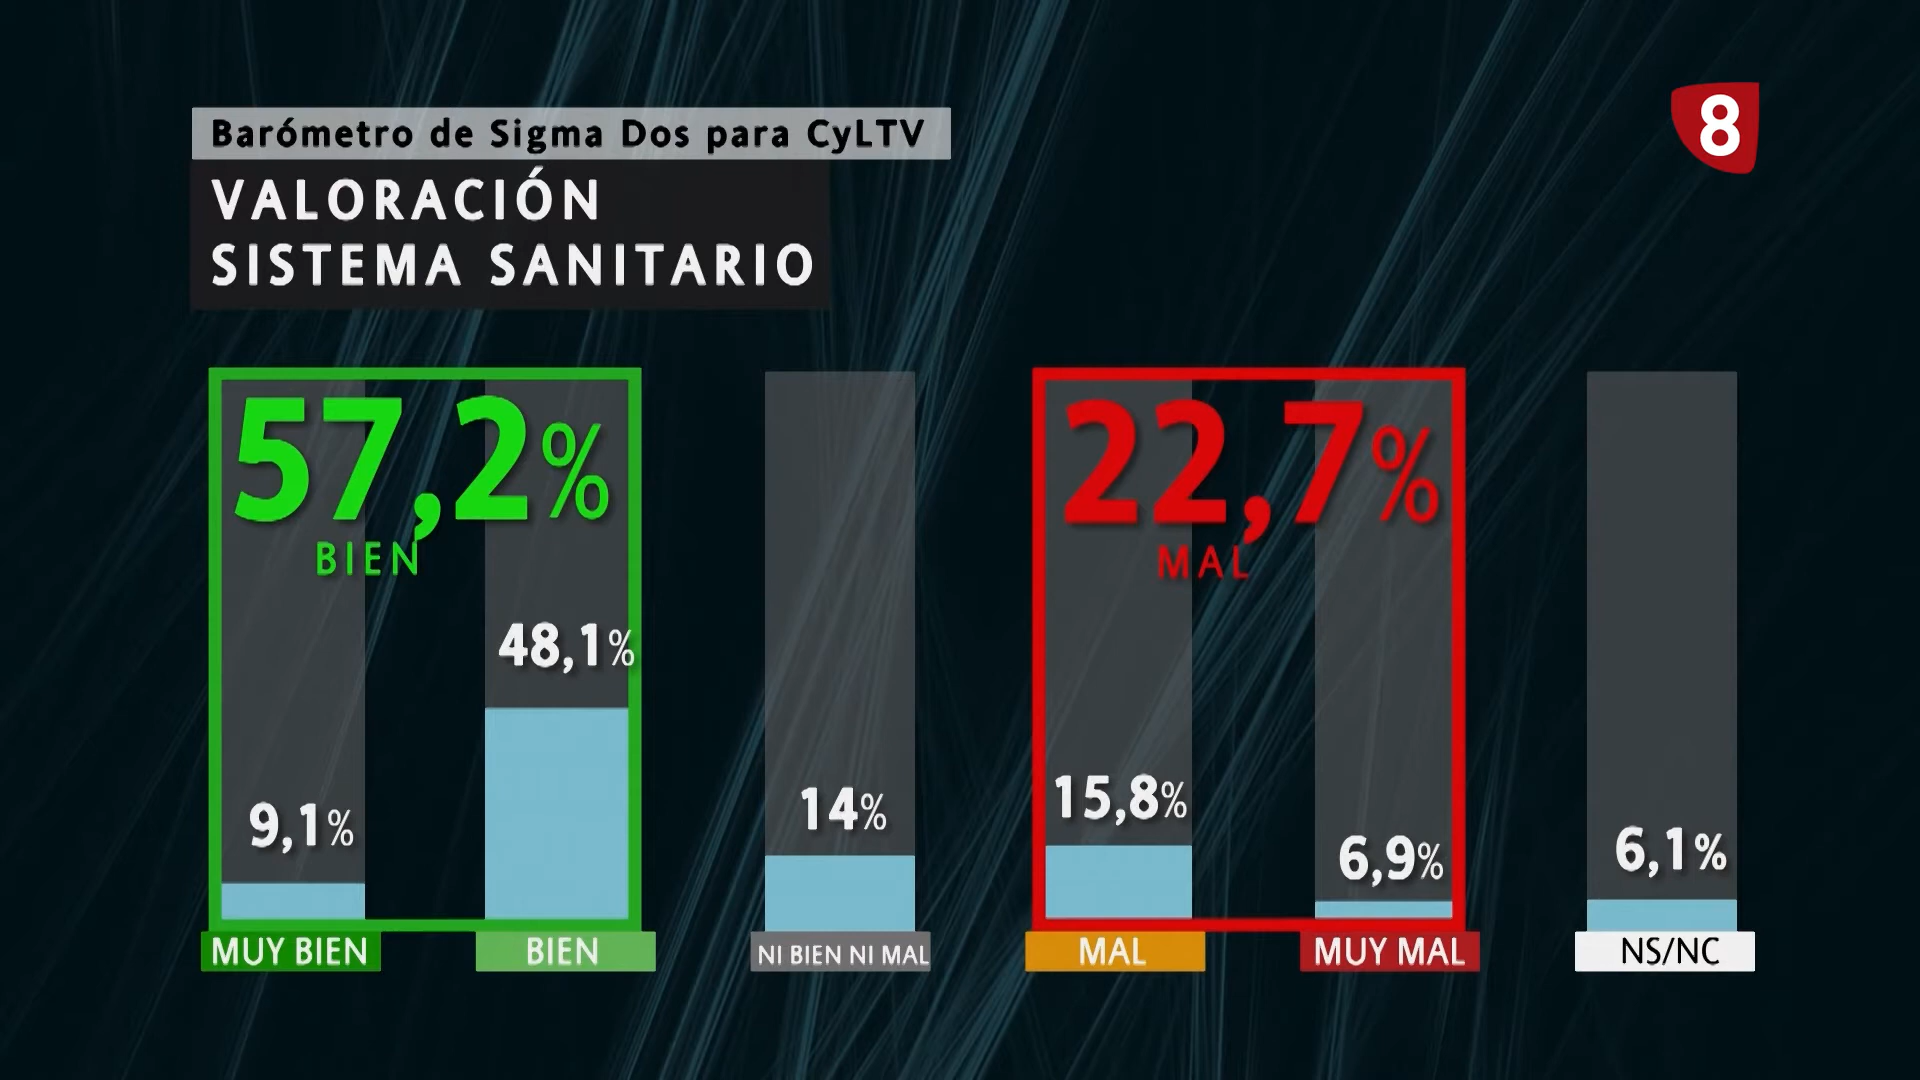 Barómetro de Sigma Dos para CyLTV
8
VALORACIÓN
SISTEMA SANITARIO
57,2%
BIEN
22,7%
MAL
9,1%
48,1%
14%
15,8%
6,9%
6,1%
MUY BIEN
BIEN
NI BIEN NI MAL
MAL
MUY MAL
NS/NC